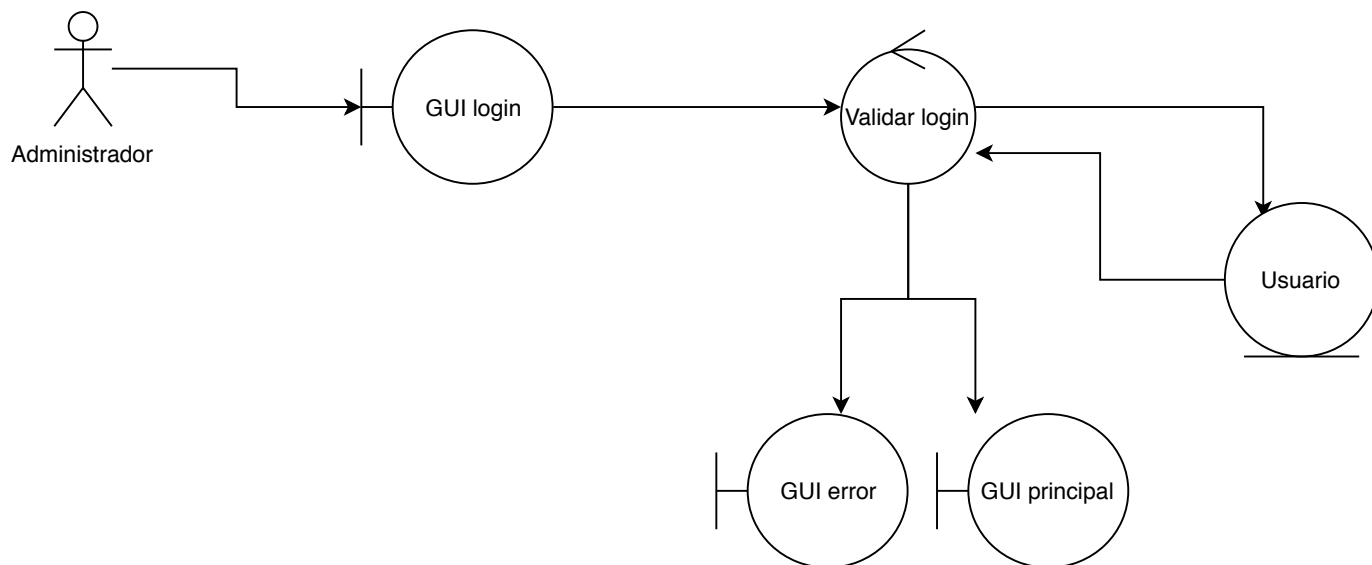 Administrador
GUI login
Validar login
Usuario
GUI error
GUI principal